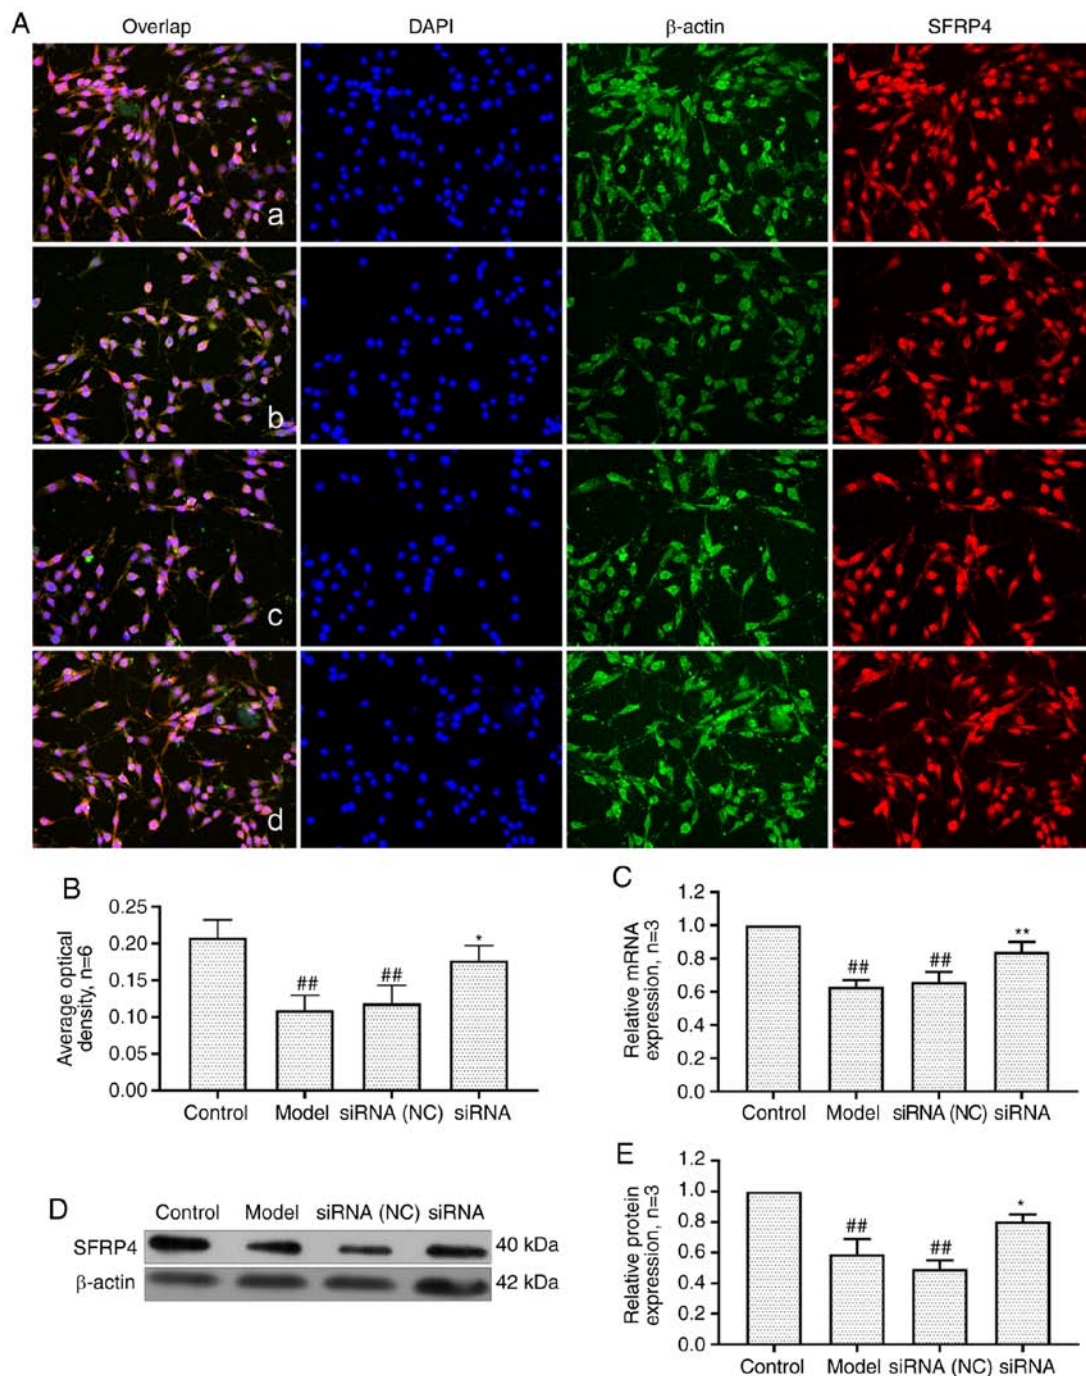 A
Overlap DAPI β-actin SFRP4
a
b
c
d
B
Average optical
density, n=6
0.25
0.20
0.15
0.10
0.05
0.00
##
##
*
Control Model siRNA (NC) siRNA
C
Relative mRNA
expression, n=3
1.2
1.0
0.8
0.6
0.4
0.2
0.0
##
##
**
Control Model siRNA (NC) siRNA
D
Control Model siRNA (NC) siRNA
SFRP4 40 kDa
β-actin 42 kDa
E
Relative protein
expression, n=3
1.2
1.0
0.8
0.6
0.4
0.2
0.0
##
##
*
Control Model siRNA (NC) siRNA